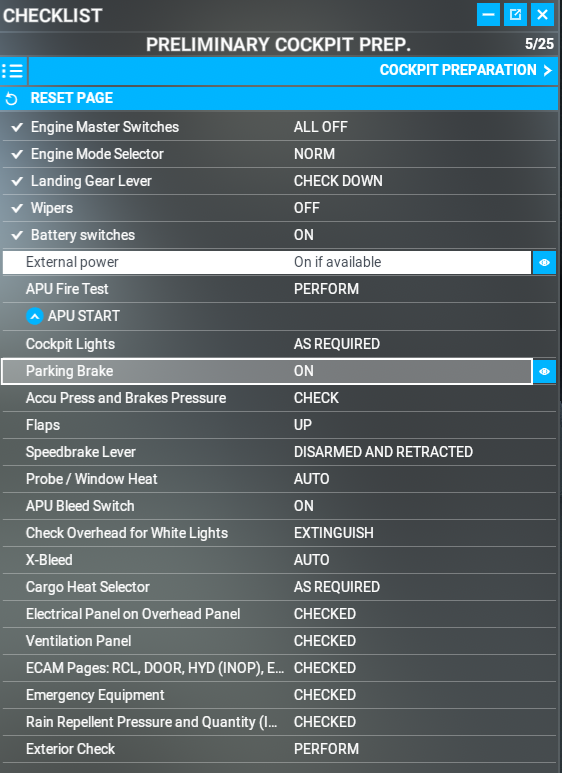 CHECKLIST
PRELIMINARY COCKPIT PREP. 5/25
COCKPIT PREPARATION
RESET PAGE
Engine Master Switches ALL OFF
Engine Mode Selector NORM
Landing Gear Lever CHECK DOWN
Wipers OFF
Battery switches ON
External power On if available
APU Fire Test PERFORM
APU START
Cockpit Lights AS REQUIRED
Parking Brake ON
Accu Press and Brakes Pressure CHECK
Flaps UP
Speedbrake Lever DISARMED AND RETRACTED
Probe / Window Heat AUTO
APU Bleed Switch ON
Check Overhead for White Lights EXTINGUISH
X-Bleed AUTO
Cargo Heat Selector AS REQUIRED
Electrical Panel on Overhead Panel CHECKED
Ventilation Panel CHECKED
ECAM Pages: RCL, DOOR, HYD (INOP), E... CHECKED
Emergency Equipment CHECKED
Rain Repellent Pressure and Quantity (I... CHECKED
Exterior Check PERFORM